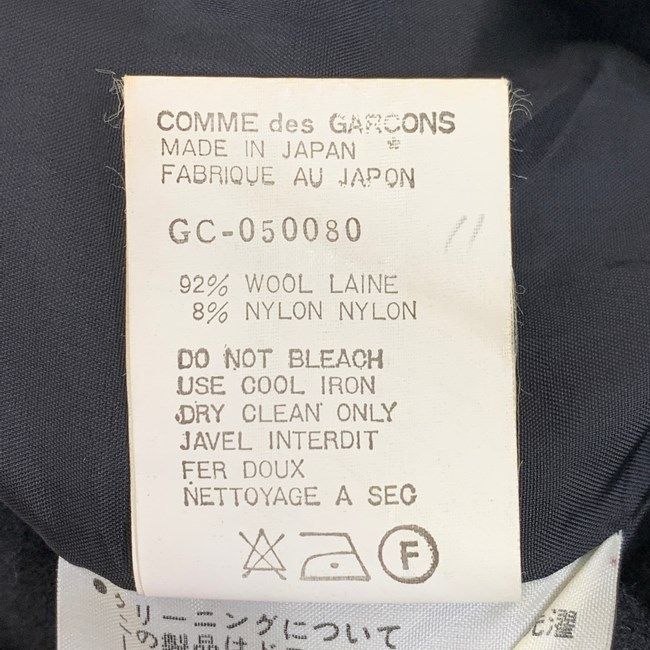 COMME des GARCONS
MADE IN JAPAN
FABRIQUE AU JAPON
GC-050080
92% WOOL LAINE
8% NYLON NYLON
DO NOT BLEACH
USE COOL IRON
DRY CLEAN ONLY
JAVEL INTERDIT
FER DOUX
NETTOYAGE A SEC
F
リーニングについて
の製品はド